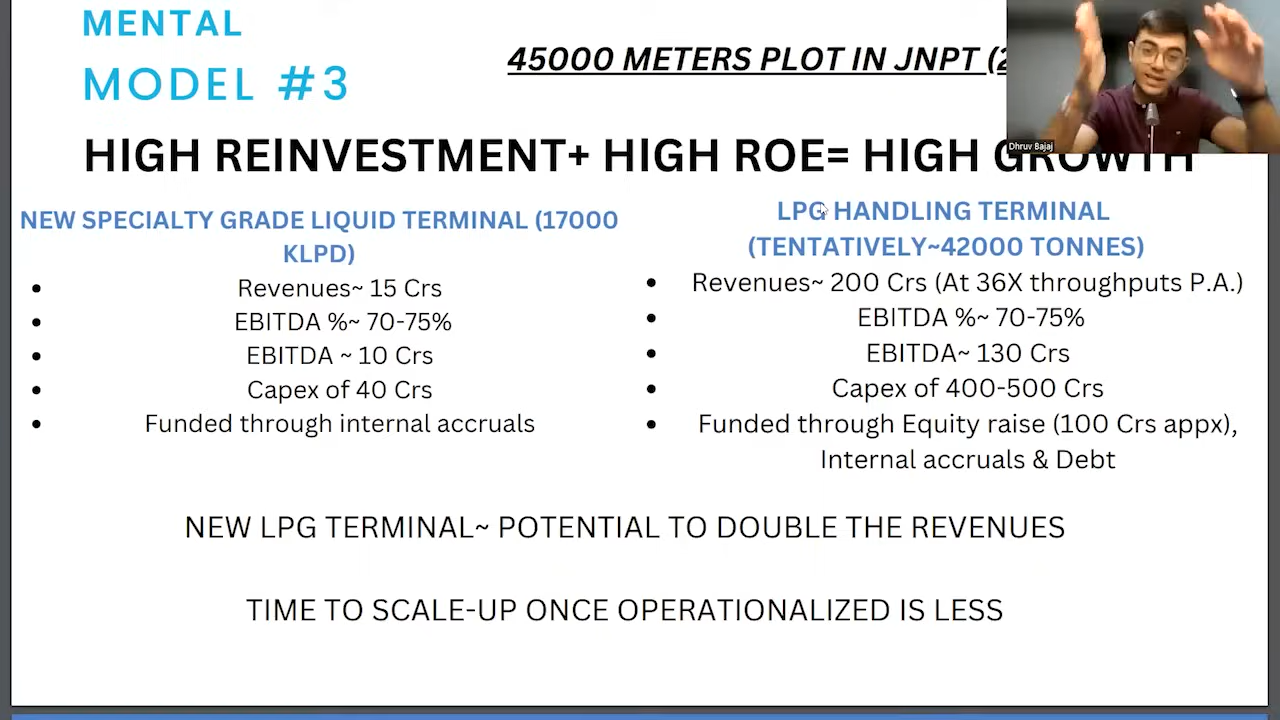 MENTAL
MODEL #3
45000 METERS PLOT IN JNPT
Dhruv Bajaj
HIGH REINVESTMENT+ HIGH ROE= HIGH GROWTH
NEW SPECIALTY GRADE LIQUID TERMINAL (17000
KLPD)
• Revenues~ 15 Crs
• EBITDA %~ 70-75%
• EBITDA ~ 10 Crs
• Capex of 40 Crs
• Funded through internal accruals
LPG HANDLING TERMINAL
(TENTATIVELY~42000 TONNES)
• Revenues~ 200 Crs (At 36X throughputs P.A.)
• EBITDA %~ 70-75%
• EBITDA~ 130 Crs
• Capex of 400-500 Crs
• Funded through Equity raise (100 Crs appx),
Internal accruals & Debt
NEW LPG TERMINAL~ POTENTIAL TO DOUBLE THE REVENUES
TIME TO SCALE-UP ONCE OPERATIONALIZED IS LESS